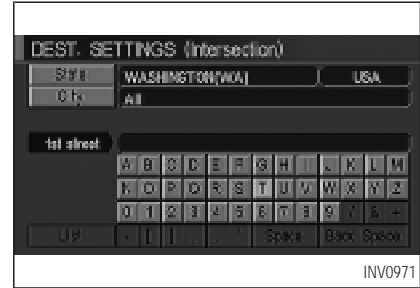 DEST. SETTINGS (Intersection)
State WASHINGTON(WA) USA
City All
1st street
A B C D E F G H I J K L M
N O P Q R S T U V W X Y Z
0 1 2 3 4 5 6 7 8 9 / & +
List - [ ] . , ' Space Back Space
INV0971